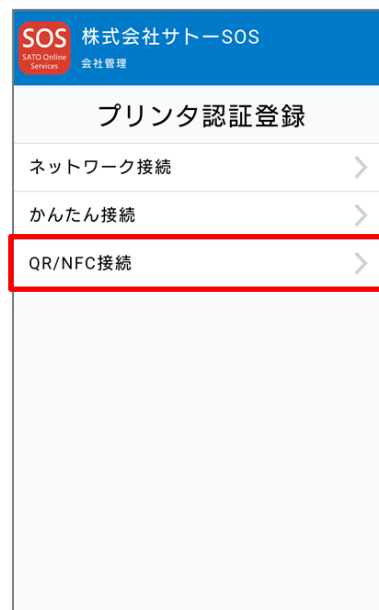 SOS
SATO Online
Services
株式会社サトーSOS
会社管理
プリンタ認証登録
ネットワーク接続
かんたん接続
QR/NFC接続